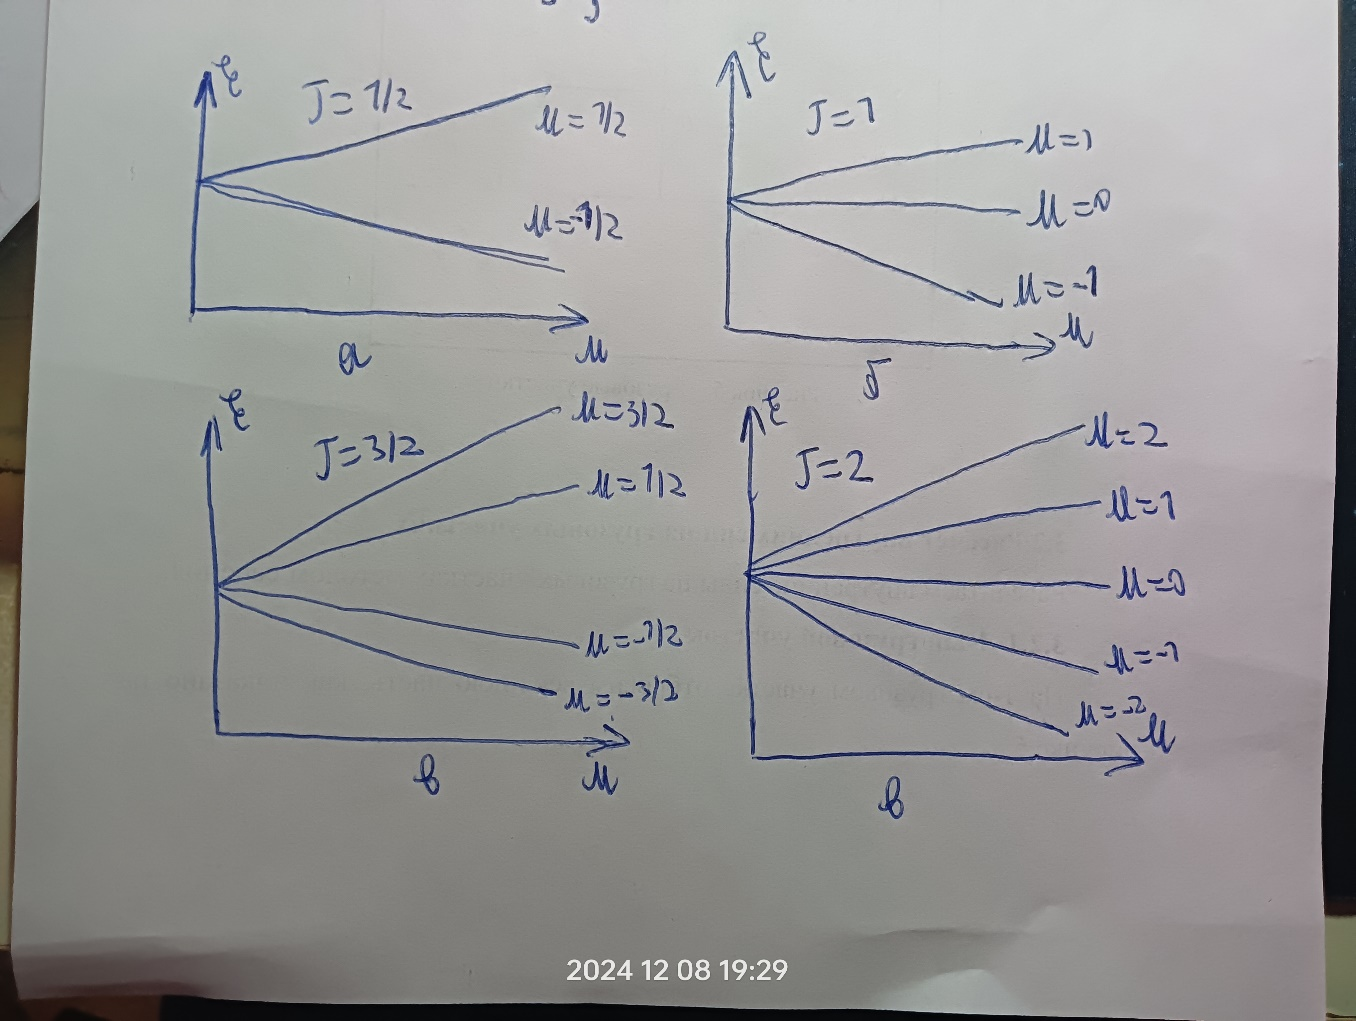 ε
J=1/2
M=1/2
M=-1/2
M
а
ε
J=1
M=1
M=0
M=-1
M
б
ε
J=3/2
M=3/2
M=1/2
M=-1/2
M=-3/2
M
в
ε
J=2
M=2
M=1
M=0
M=-1
M=-2
M
в
2024 12 08 19:29